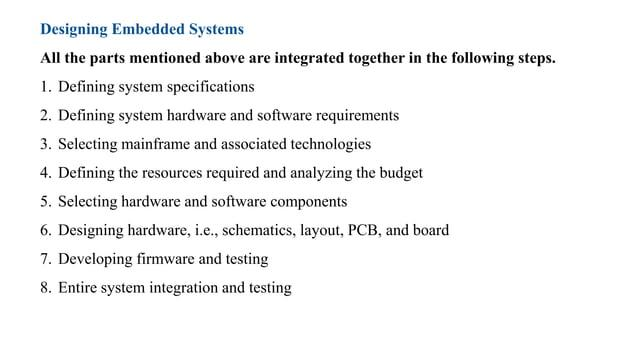 Designing Embedded Systems
All the parts mentioned above are integrated together in the following steps.
1. Defining system specifications
2. Defining system hardware and software requirements
3. Selecting mainframe and associated technologies
4. Defining the resources required and analyzing the budget
5. Selecting hardware and software components
6. Designing hardware, i.e., schematics, layout, PCB, and board
7. Developing firmware and testing
8. Entire system integration and testing